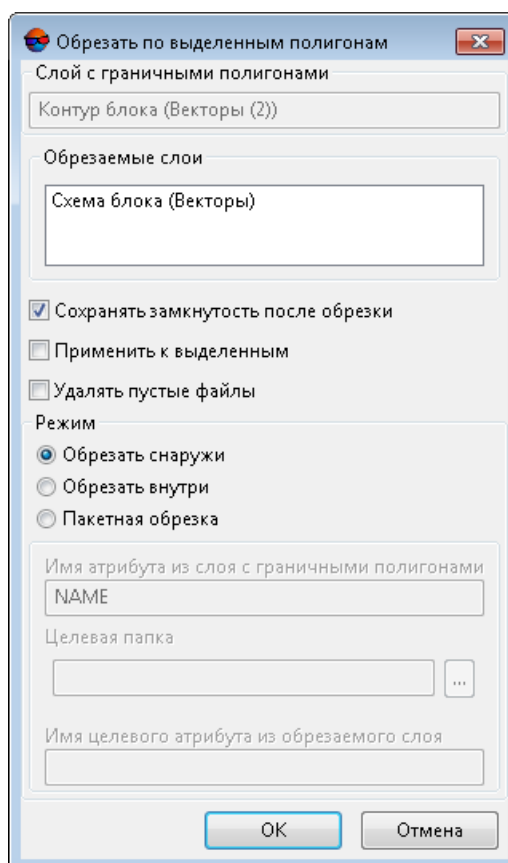 Обрезать по выделенным полигонам
Слой с граничными полигонами
Контур блока (Векторы (2))
Обрезаемые слои
Схема блока (Векторы)
Сохранять замкнутость после обрезки
Применить к выделенным
Удалять пустые файлы
Режим
Обрезать снаружи
Обрезать внутри
Пакетная обрезка
Имя атрибута из слоя с граничными полигонами
NAME
Целевая папка
...
Имя целевого атрибута из обрезаемого слоя
OK
Отмена